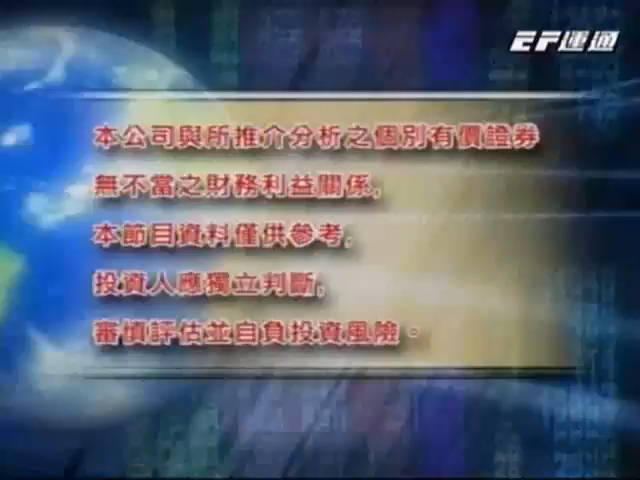 EF運通
本公司與所推介分析之個別有價證券
無不當之財務利益關係,
本節目資料僅供參考,
投資人應獨立判斷,
審慎評估並自負投資風險。